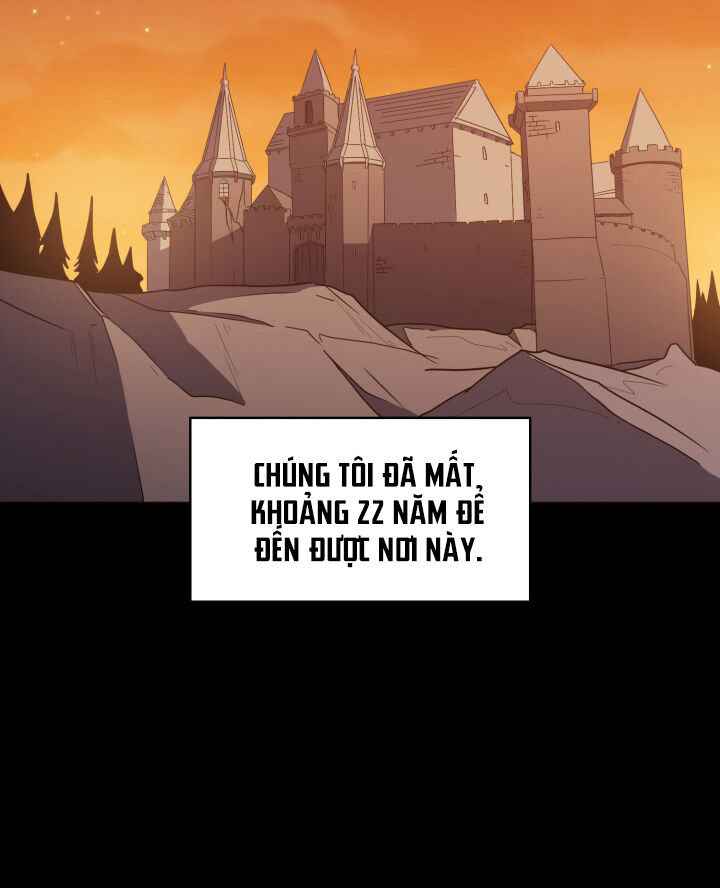 CHÚNG TÔI ĐÃ MẤT,
KHOẢNG 22 NĂM ĐỂ
ĐẾN ĐƯỢC NƠI NÀY.